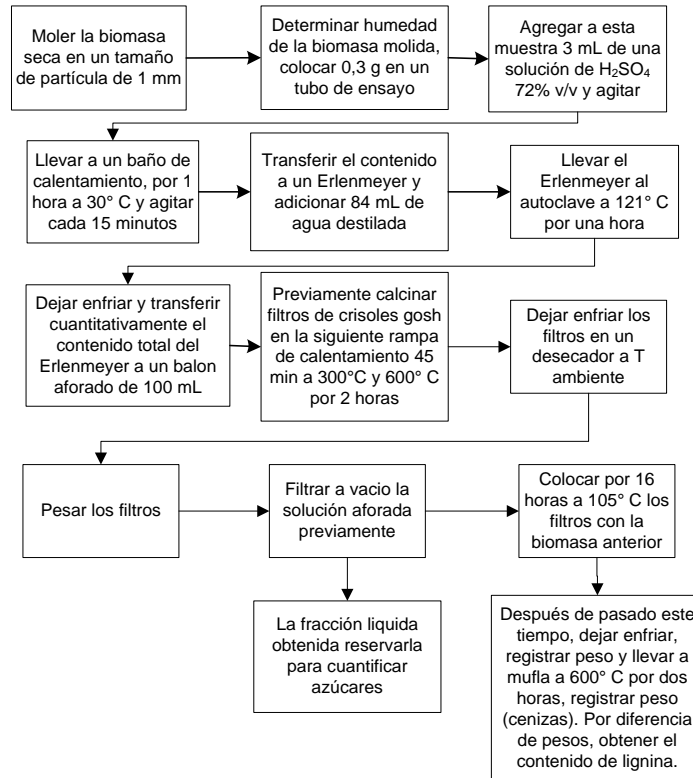 Moler la biomasa
seca en un tamaño
de partícula de 1 mm
Determinar humedad
de la biomasa molida,
colocar 0,3 g en un
tubo de ensayo
Agregar a esta
muestra 3 mL de una
solución de H₂SO₄
72% v/v y agitar
Llevar a un baño de
calentamiento, por 1
hora a 30° C y agitar
cada 15 minutos
Transferir el contenido
a un Erlenmeyer y
adicionar 84 mL de
agua destilada
Llevar el
Erlenmeyer al
autoclave a 121° C
por una hora
Dejar enfriar y transferir
cuantitativamente el
contenido total del
Erlenmeyer a un balon
aforado de 100 mL
Previamente calcinar
filtros de crisoles gosh
en la siguiente rampa
de calentamiento 45
min a 300°C y 600° C
por 2 horas
Dejar enfriar los
filtros en un
desecador a T
ambiente
Pesar los filtros
Filtrar a vacio la
solución aforada
previamente
Colocar por 16
horas a 105° C los
filtros con la
biomasa anterior
La fracción liquida
obtenida reservarla
para cuantificar
azúcares
Después de pasado este
tiempo, dejar enfriar,
registrar peso y llevar a
mufla a 600° C por dos
horas, registrar peso
(cenizas). Por diferencia
de pesos, obtener el
contenido de lignina.